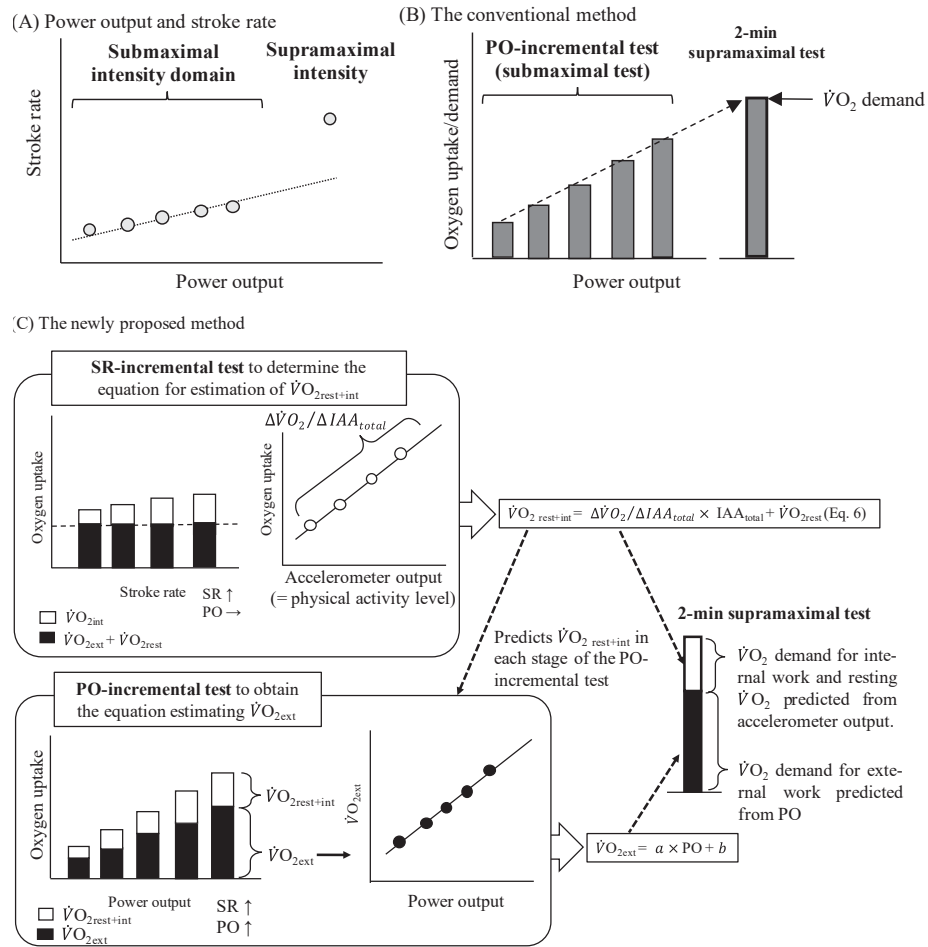 (A) Power output and stroke rate
Submaximal
intensity domain
Supramaximal
intensity
Stroke rate
Power output
(B) The conventional method
PO-incremental test
(submaximal test)
2-min
supramaximal test
V̇O₂ demand
Oxygen uptake/demand
Power output
(C) The newly proposed method
SR-incremental test to determine the
equation for estimation of V̇O₂rest+int
Oxygen uptake
Stroke rate
SR ↑
PO →
V̇O₂int
V̇O₂ext + V̇O₂rest
ΔV̇O₂/ΔIAAtotal
Oxygen uptake
Accelerometer output
(= physical activity level)
V̇O₂ rest+int = ΔV̇O₂/ΔIAAtotal × IAAtotal + V̇O₂rest (Eq. 6)
Predicts V̇O₂ rest+int in
each stage of the PO-
incremental test
2-min supramaximal test
V̇O₂ demand for inter-
nal work and resting
V̇O₂ predicted from
accelerometer output.
V̇O₂ demand for exter-
nal work predicted
from PO
PO-incremental test to obtain
the equation estimating V̇O₂ext
Oxygen uptake
V̇O₂rest+int
V̇O₂ext
Power output
SR ↑
PO ↑
V̇O₂rest+int
V̇O₂ext
V̇O₂ext
Power output
V̇O₂ext = a × PO + b